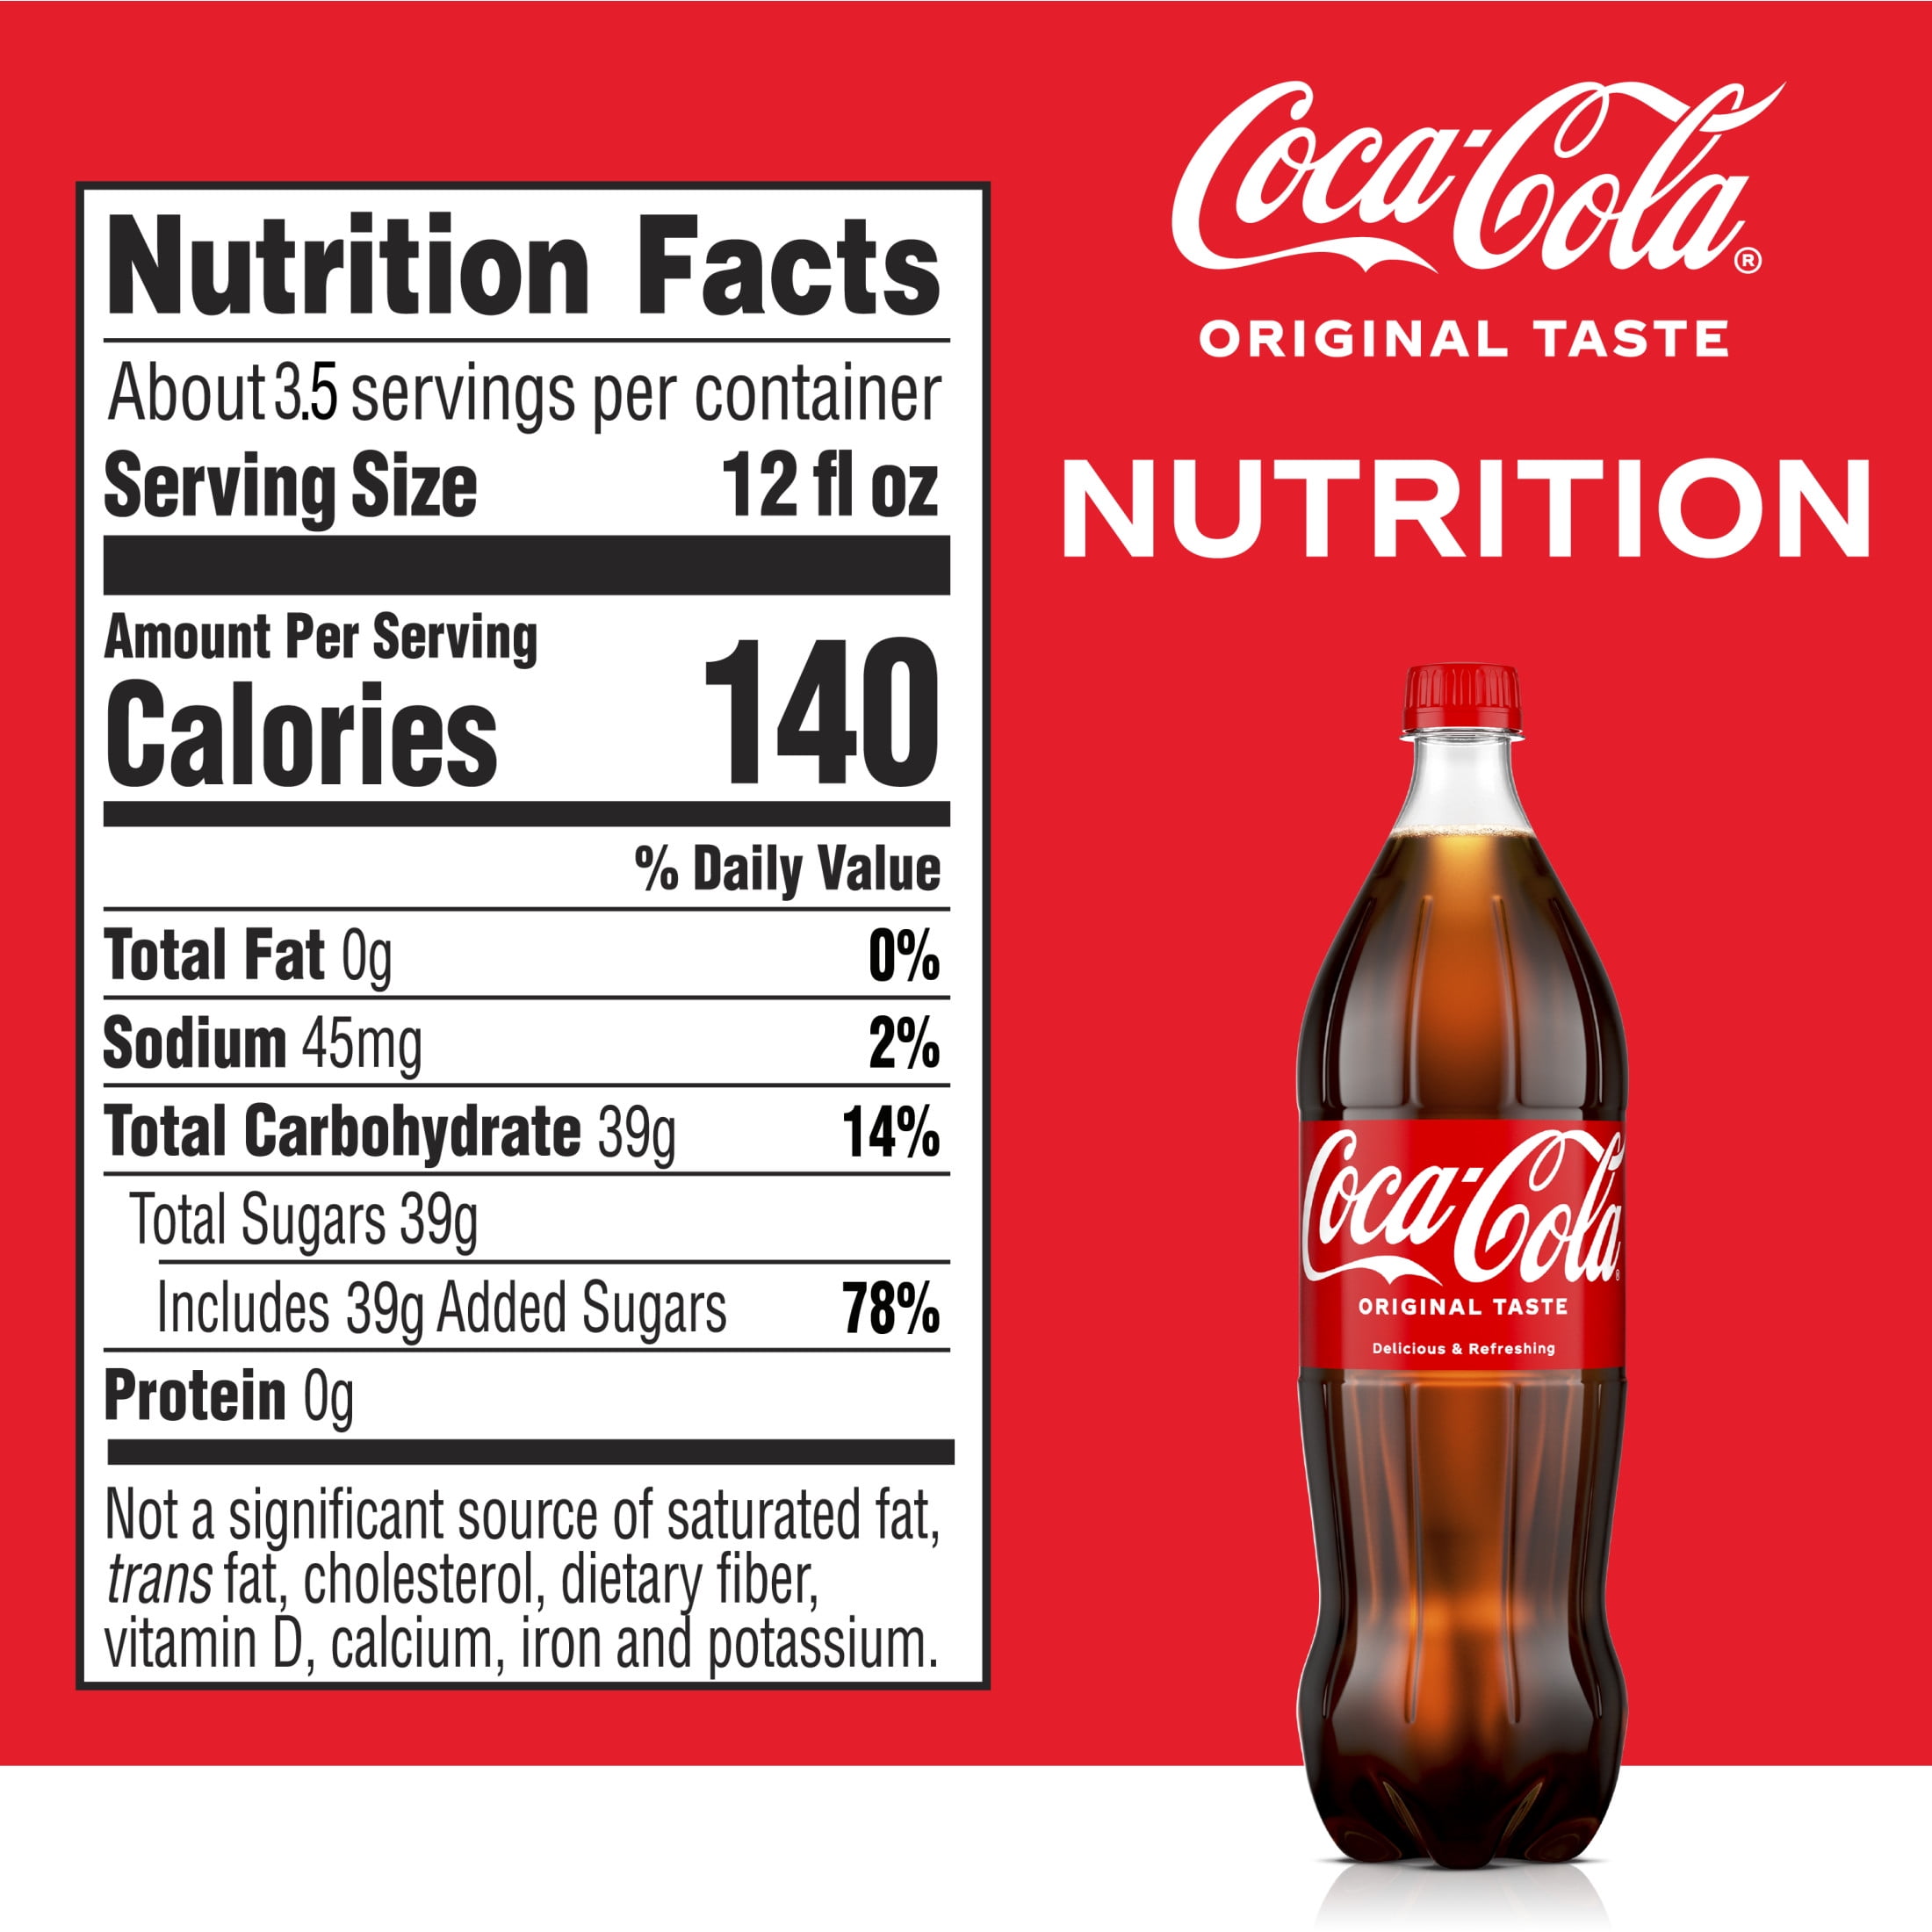 Nutrition Facts
About 3.5 servings per container
Serving Size 12 fl oz
Amount Per Serving
Calories 140
% Daily Value
Total Fat 0g 0%
Sodium 45mg 2%
Total Carbohydrate 39g 14%
Total Sugars 39g
Includes 39g Added Sugars 78%
Protein 0g
Not a significant source of saturated fat,
trans fat, cholesterol, dietary fiber,
vitamin D, calcium, iron and potassium.
Coca-Cola®
ORIGINAL TASTE
NUTRITION
Coca-Cola®
ORIGINAL TASTE
Delicious & Refreshing